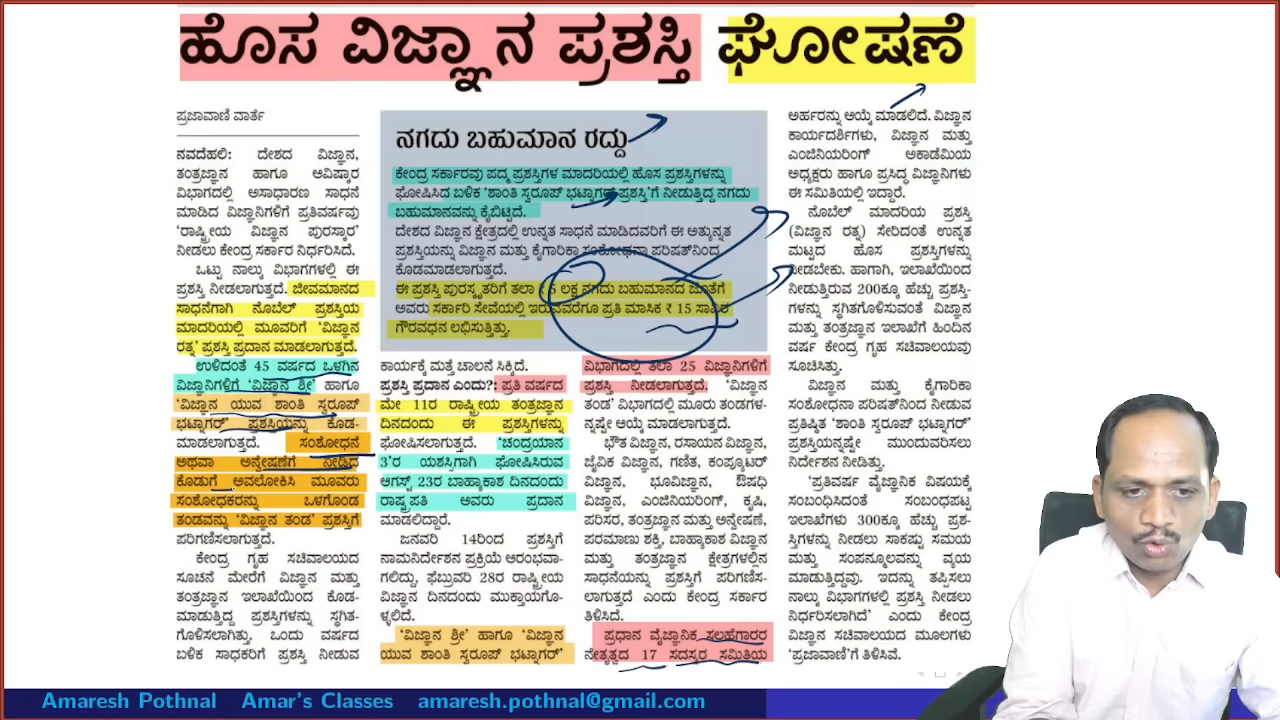 ಹೊಸ ವಿಜ್ಞಾನ ಪ್ರಶಸ್ತಿ ಘೋಷಣೆ
ಪ್ರಜಾವಾಣಿ ವಾರ್ತೆ
ನವದೆಹಲಿ: ದೇಶದ ವಿಜ್ಞಾನ,
ತಂತ್ರಜ್ಞಾನ ಹಾಗೂ ಆವಿಷ್ಕಾರ
ವಿಭಾಗದಲ್ಲಿ ಅಸಾಧಾರಣ ಸಾಧನೆ
ಮಾಡಿದ ವಿಜ್ಞಾನಿಗಳಿಗೆ ಪ್ರತಿವರ್ಷವು
‘ರಾಷ್ಟ್ರೀಯ ವಿಜ್ಞಾನ ಪುರಸ್ಕಾರ’
ನೀಡಲು ಕೇಂದ್ರ ಸರ್ಕಾರ ನಿರ್ಧರಿಸಿದೆ.
ಒಟ್ಟು ನಾಲ್ಕು ವಿಭಾಗಗಳಲ್ಲಿ ಈ
ಪ್ರಶಸ್ತಿ ನೀಡಲಾಗುತ್ತದೆ. ಜೀವಮಾನದ
ಸಾಧನೆಗಾಗಿ ನೊಬೆಲ್ ಪ್ರಶಸ್ತಿಯ
ಮಾದರಿಯಲ್ಲಿ ಮೂವರಿಗೆ ‘ವಿಜ್ಞಾನ
ರತ್ನ’ ಪ್ರಶಸ್ತಿ ಪ್ರದಾನ ಮಾಡಲಾಗುತ್ತದೆ.
ಉಳಿದಂತೆ 45 ವರ್ಷದ ಒಳಗಿನ
ವಿಜ್ಞಾನಿಗಳಿಗೆ ‘ವಿಜ್ಞಾನ ಶ್ರೀ’ ಹಾಗೂ
‘ವಿಜ್ಞಾನ ಯುವ ಶಾಂತಿ ಸ್ವರೂಪ್
ಭಟ್ನಾಗರ್’ ಪ್ರಶಸ್ತಿಯನ್ನು ಕೊಡ-
ಮಾಡಲಾಗುತ್ತದೆ. ಸಂಶೋಧನೆ
ಅಥವಾ ಅನ್ವೇಷಣೆಗೆ ನೀಡಿದ
ಕೊಡುಗೆ ಅವಲೋಕಿಸಿ ಮೂವರು
ಸಂಶೋಧಕರನ್ನು ಒಳಗೊಂಡ
ತಂಡವನ್ನು ‘ವಿಜ್ಞಾನ ತಂಡ’ ಪ್ರಶಸ್ತಿಗೆ
ಪರಿಗಣಿಸಲಾಗುತ್ತದೆ.
ಕೇಂದ್ರ ಗೃಹ ಸಚಿವಾಲಯದ
ಸೂಚನೆ ಮೇರೆಗೆ ವಿಜ್ಞಾನ ಮತ್ತು
ತಂತ್ರಜ್ಞಾನ ಇಲಾಖೆಯಿಂದ ಕೊಡ-
ಮಾಡುತ್ತಿದ್ದ ಪ್ರಶಸ್ತಿಗಳನ್ನು ಸ್ಥಗಿತ-
ಗೊಳಿಸಲಾಗಿತ್ತು. ಒಂದು ವರ್ಷದ
ಬಳಿಕ ಸಾಧಕರಿಗೆ ಪ್ರಶಸ್ತಿ ನೀಡುವ
ನಗದು ಬಹುಮಾನ ರದ್ದು
ಕೇಂದ್ರ ಸರ್ಕಾರವು ಪದ್ಮ ಪ್ರಶಸ್ತಿಗಳ ಮಾದರಿಯಲ್ಲಿ ಹೊಸ ಪ್ರಶಸ್ತಿಗಳನ್ನು
ಘೋಷಿಸಿದ ಬಳಿಕ ‘ಶಾಂತಿ ಸ್ವರೂಪ್ ಭಟ್ನಾಗರ್ ಪ್ರಶಸ್ತಿ’ಗೆ ನೀಡುತ್ತಿದ್ದ ನಗದು
ಬಹುಮಾನವನ್ನು ಕೈಬಿಟ್ಟಿದೆ.
ದೇಶದ ವಿಜ್ಞಾನ ಕ್ಷೇತ್ರದಲ್ಲಿ ಉನ್ನತ ಸಾಧನೆ ಮಾಡಿದವರಿಗೆ ಈ ಅತ್ಯುನ್ನತ
ಪ್ರಶಸ್ತಿಯನ್ನು ವಿಜ್ಞಾನ ಮತ್ತು ಕೈಗಾರಿಕಾ ಸಂಶೋಧನಾ ಪರಿಷತ್‌ನಿಂದ
ಕೊಡಮಾಡಲಾಗುತ್ತದೆ.
ಈ ಪ್ರಶಸ್ತಿ ಪುರಸ್ಕೃತರಿಗೆ ತಲಾ ಲಕ್ಷ ನಗದು ಬಹುಮಾನದ ಜೊತೆಗೆ
ಅವರು ಸರ್ಕಾರಿ ಸೇವೆಯಲ್ಲಿ ಇರುವವರೆಗೂ ಪ್ರತಿ ಮಾಸಿಕ ₹ 15 ಸಾವಿರ
ಗೌರವಧನ ಲಭಿಸುತ್ತಿತ್ತು.
ಕಾರ್ಯಕ್ಕೆ ಮತ್ತೆ ಚಾಲನೆ ಸಿಕ್ಕಿದೆ.
ಪ್ರಶಸ್ತಿ ಪ್ರದಾನ ಎಂದು?: ಪ್ರತಿ ವರ್ಷದ
ಮೇ 11ರ ರಾಷ್ಟ್ರೀಯ ತಂತ್ರಜ್ಞಾನ
ದಿನದಂದು ಈ ಪ್ರಶಸ್ತಿಗಳನ್ನು
ಘೋಷಿಸಲಾಗುತ್ತದೆ. ‘ಚಂದ್ರಯಾನ
3’ರ ಯಶಸ್ಸಿಗಾಗಿ ಘೋಷಿಸಿರುವ
ಆಗಸ್ಟ್ 23ರ ಬಾಹ್ಯಾಕಾಶ ದಿನದಂದು
ರಾಷ್ಟ್ರಪತಿ ಅವರು ಪ್ರದಾನ
ಮಾಡಲಿದ್ದಾರೆ.
ಜನವರಿ 14ರಿಂದ ಪ್ರಶಸ್ತಿಗೆ
ನಾಮನಿರ್ದೇಶನ ಪ್ರಕ್ರಿಯೆ ಆರಂಭವಾ-
ಗಲಿದ್ದು, ಫೆಬ್ರುವರಿ 28ರ ರಾಷ್ಟ್ರೀಯ
ವಿಜ್ಞಾನ ದಿನದಂದು ಮುಕ್ತಾಯಗೊ-
ಳ್ಳಲಿದೆ.
‘ವಿಜ್ಞಾನ ಶ್ರೀ’ ಹಾಗೂ ‘ವಿಜ್ಞಾನ
ಯುವ ಶಾಂತಿ ಸ್ವರೂಪ್ ಭಟ್ನಾಗರ್’
ವಿಭಾಗದಲ್ಲಿ ತಲಾ 25 ವಿಜ್ಞಾನಿಗಳಿಗೆ
ಪ್ರಶಸ್ತಿ ನೀಡಲಾಗುತ್ತದೆ. ‘ವಿಜ್ಞಾನ
ತಂಡ’ ವಿಭಾಗದಲ್ಲಿ ಮೂರು ತಂಡಗಳ-
ನ್ನಷ್ಟೇ ಆಯ್ಕೆ ಮಾಡಲಾಗುತ್ತದೆ.
ಭೌತ ವಿಜ್ಞಾನ, ರಸಾಯನ ವಿಜ್ಞಾನ,
ಜೈವಿಕ ವಿಜ್ಞಾನ, ಗಣಿತ, ಕಂಪ್ಯೂಟರ್
ವಿಜ್ಞಾನ, ಭೂವಿಜ್ಞಾನ, ಔಷಧಿ
ವಿಜ್ಞಾನ, ಎಂಜಿನಿಯರಿಂಗ್, ಕೃಷಿ,
ಪರಿಸರ, ತಂತ್ರಜ್ಞಾನ ಮತ್ತು ಅನ್ವೇಷಣೆ,
ಪರಮಾಣು ಶಕ್ತಿ, ಬಾಹ್ಯಾಕಾಶ ವಿಜ್ಞಾನ
ಮತ್ತು ತಂತ್ರಜ್ಞಾನ ಕ್ಷೇತ್ರಗಳಲ್ಲಿನ
ಸಾಧನೆಯನ್ನು ಪ್ರಶಸ್ತಿಗೆ ಪರಿಗಣಿಸ-
ಲಾಗುತ್ತದೆ ಎಂದು ಕೇಂದ್ರ ಸರ್ಕಾರ
ತಿಳಿಸಿದೆ.
ಪ್ರಧಾನ ವೈಜ್ಞಾನಿಕ ಸಲಹೆಗಾರರ
ನೇತೃತ್ವದ 17 ಸದಸ್ಯರ ಸಮಿತಿಯ
ಅರ್ಹರನ್ನು ಆಯ್ಕೆ ಮಾಡಲಿದೆ. ವಿಜ್ಞಾನ
ಕಾರ್ಯದರ್ಶಿಗಳು, ವಿಜ್ಞಾನ ಮತ್ತು
ಎಂಜಿನಿಯರಿಂಗ್ ಅಕಾಡೆಮಿಯ
ಅಧ್ಯಕ್ಷರು ಹಾಗೂ ಪ್ರಸಿದ್ಧ ವಿಜ್ಞಾನಿಗಳು
ಈ ಸಮಿತಿಯಲ್ಲಿ ಇದ್ದಾರೆ.
ನೊಬೆಲ್ ಮಾದರಿಯ ಪ್ರಶಸ್ತಿ
(ವಿಜ್ಞಾನ ರತ್ನ) ಸೇರಿದಂತೆ ಉನ್ನತ
ಮಟ್ಟದ ಹೊಸ ಪ್ರಶಸ್ತಿಗಳನ್ನು
ನೀಡಬೇಕು. ಹಾಗಾಗಿ, ಇಲಾಖೆಯಿಂದ
ನೀಡುತ್ತಿರುವ 200ಕ್ಕೂ ಹೆಚ್ಚು ಪ್ರಶಸ್ತಿ-
ಗಳನ್ನು ಸ್ಥಗಿತಗೊಳಿಸುವಂತೆ ವಿಜ್ಞಾನ
ಮತ್ತು ತಂತ್ರಜ್ಞಾನ ಇಲಾಖೆಗೆ ಹಿಂದಿನ
ವರ್ಷ ಕೇಂದ್ರ ಗೃಹ ಸಚಿವಾಲಯವು
ಸೂಚಿಸಿತ್ತು.
ವಿಜ್ಞಾನ ಮತ್ತು ಕೈಗಾರಿಕಾ
ಸಂಶೋಧನಾ ಪರಿಷತ್‌ನಿಂದ ನೀಡುವ
ಪ್ರತಿಷ್ಠಿತ ‘ಶಾಂತಿ ಸ್ವರೂಪ್ ಭಟ್ನಾಗರ್’
ಪ್ರಶಸ್ತಿಯನ್ನಷ್ಟೇ ಮುಂದುವರಿಸಲು
ನಿರ್ದೇಶನ ನೀಡಿತ್ತು.
‘ಪ್ರತಿವರ್ಷ ವೈಜ್ಞಾನಿಕ ವಿಷಯಕ್ಕೆ
ಸಂಬಂಧಿಸಿದಂತೆ ಸಂಬಂಧಪಟ್ಟ
ಇಲಾಖೆಗಳು 300ಕ್ಕೂ ಹೆಚ್ಚು ಪ್ರಶ-
ಸ್ತಿಗಳನ್ನು ನೀಡಲು ಸಾಕಷ್ಟು ಸಮಯ
ಮತ್ತು ಸಂಪನ್ಮೂಲವನ್ನು ವ್ಯಯ
ಮಾಡುತ್ತಿದ್ದವು. ಇದನ್ನು ತಪ್ಪಿಸಲು
ನಾಲ್ಕು ವಿಭಾಗಗಳಲ್ಲಿ ಪ್ರಶಸ್ತಿ ನೀಡಲು
ನಿರ್ಧರಿಸಲಾಗಿದೆ’ ಎಂದು ಕೇಂದ್ರ
ವಿಜ್ಞಾನ ಸಚಿವಾಲಯದ ಮೂಲಗಳು
‘ಪ್ರಜಾವಾಣಿ’ಗೆ ತಿಳಿಸಿವೆ.
Amaresh Pothnal Amar's Classes amaresh.pothnal@gmail.com